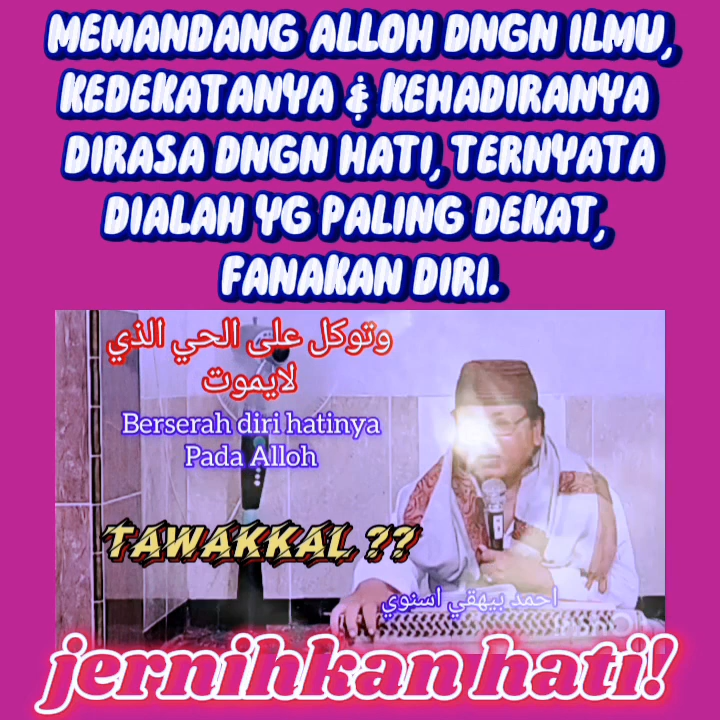 MEMANDANG ALLOH DNGN ILMU,
KEDEKATANYA & KEHADIRANYA
DIRASA DNGN HATI, TERNYATA
DIALAH YG PALING DEKAT,
FANAKAN DIRI.
وتوكل على الحي الذي
لايموت
Berserah diri hatinya
Pada Alloh
TAWAKKAL ??
احمد بيهقي اسنوي
jernihkan hati!